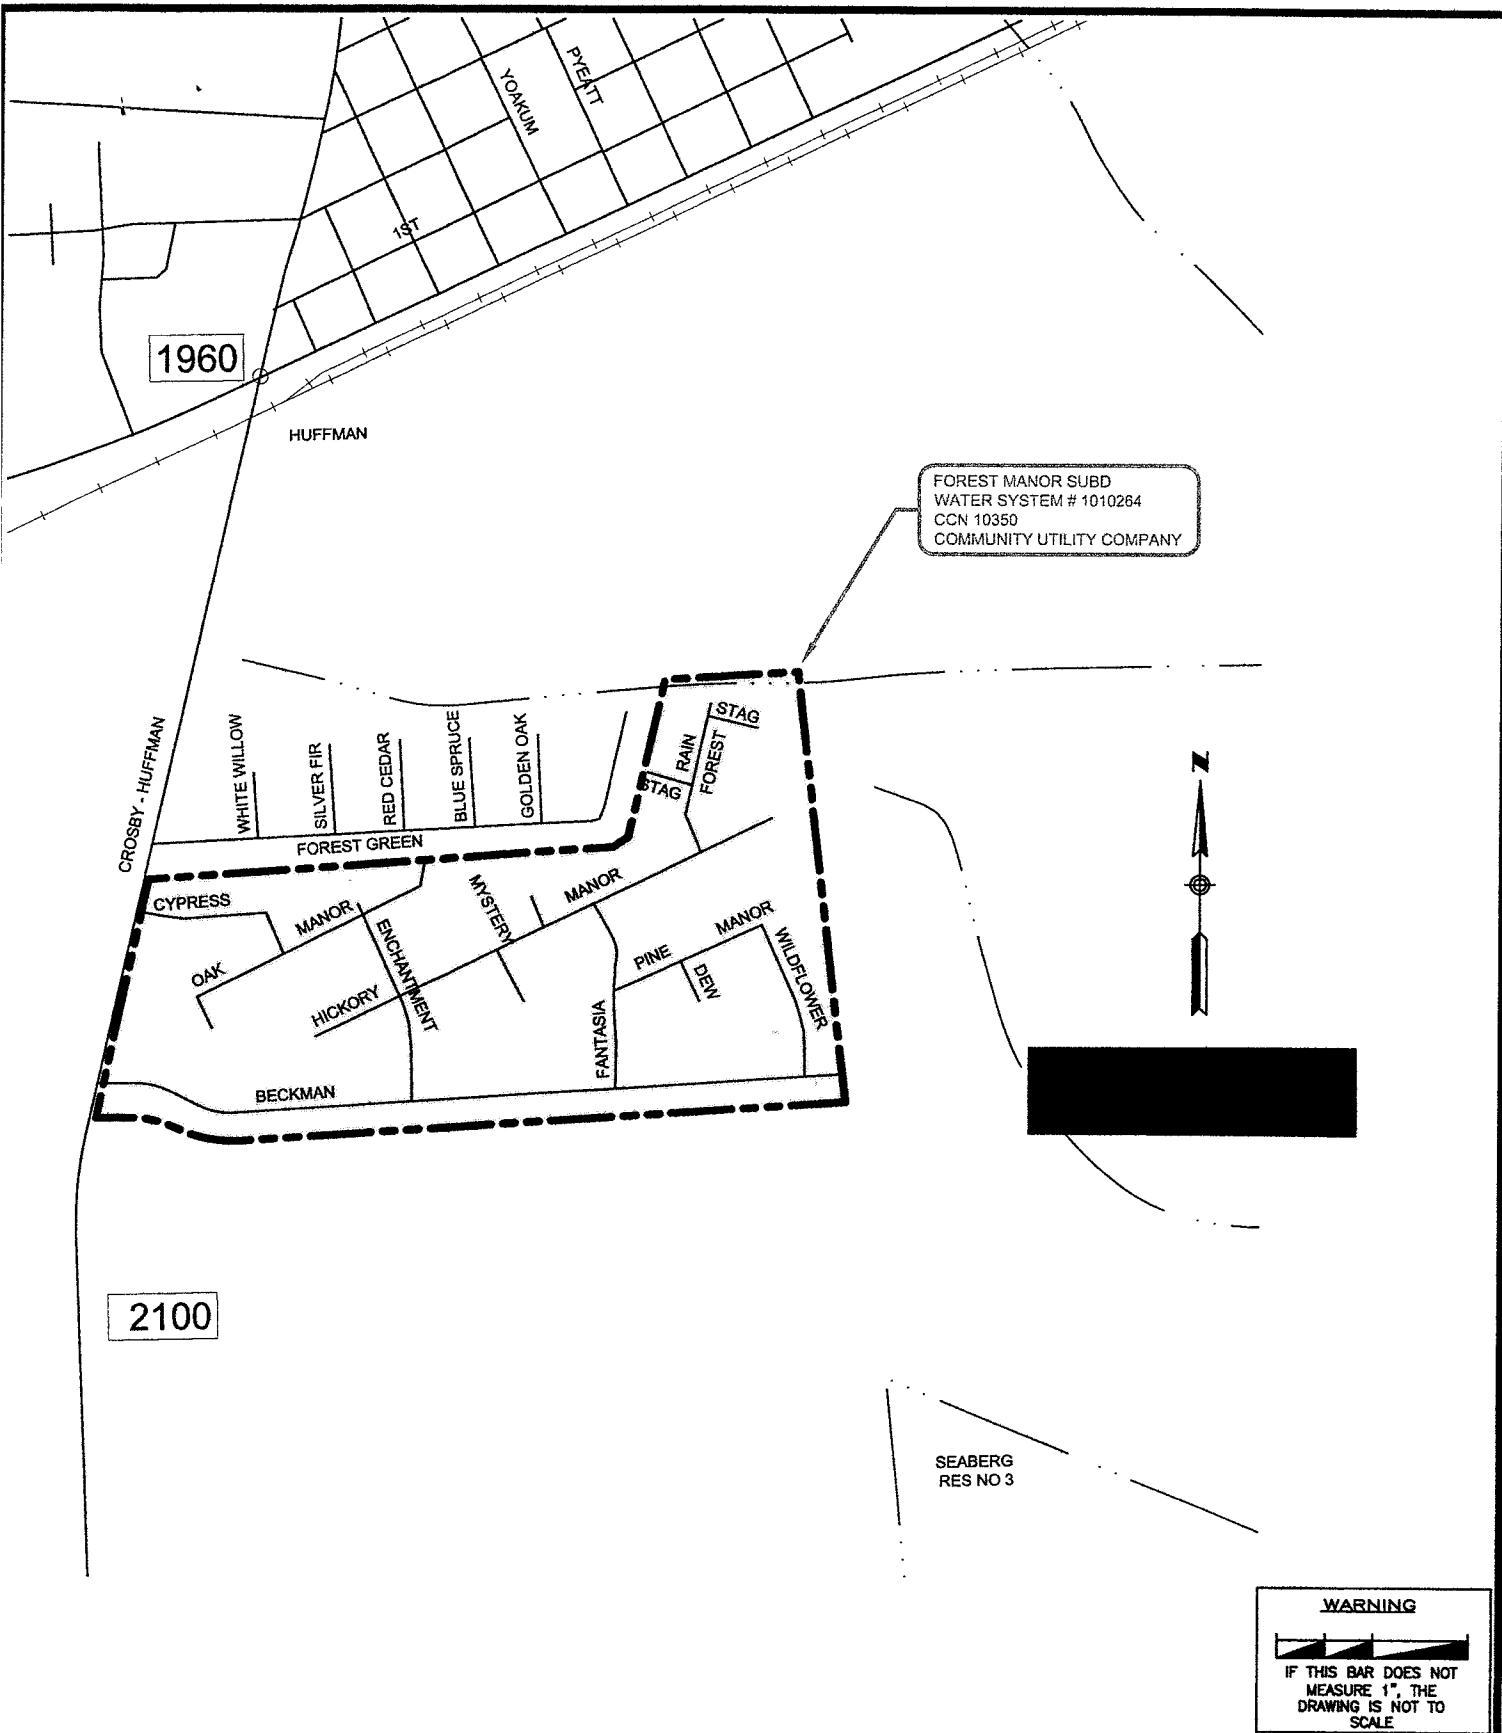 PYEATT
YOAKUM
1ST
1960
HUFFMAN
FOREST MANOR SUBD
WATER SYSTEM # 1010264
CCN 10350
COMMUNITY UTILITY COMPANY
CROSBY - HUFFMAN
WHITE WILLOW
SILVER FIR
RED CEDAR
BLUE SPRUCE
GOLDEN OAK
STAG
RAIN
FOREST
STAG
FOREST GREEN
CYPRESS
OAK
MANOR
ENCHANTMENT
MYSTERY
HICKORY
MANOR
PINE
MANOR
DEW
WILDFLOWER
FANTASIA
BECKMAN
N
2100
SEABERG
RES NO 3
WARNING
IF THIS BAR DOES NOT
MEASURE 1", THE
DRAWING IS NOT TO
SCALE